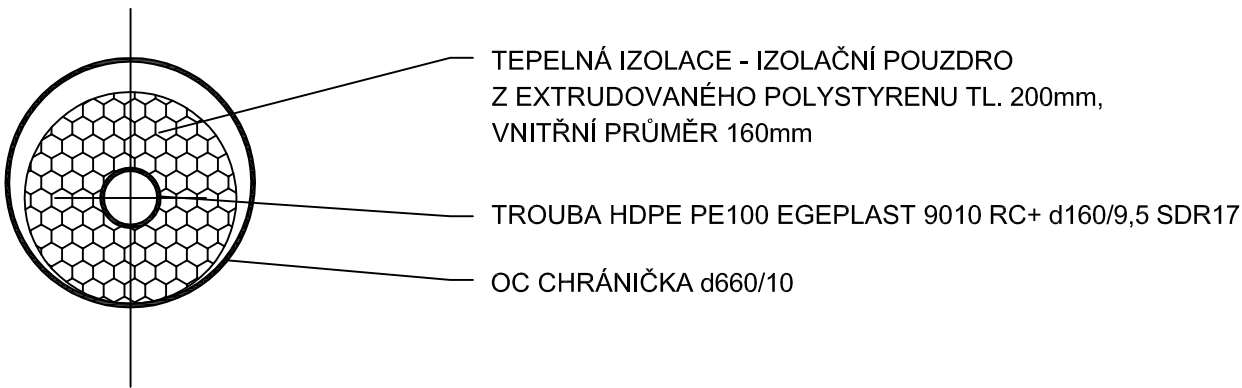 TEPELNÁ IZOLACE - IZOLAČNÍ POUZDRO
Z EXTRUDOVANÉHO POLYSTYRENU TL. 200mm,
VNITŘNÍ PRŮMĚR 160mm
TROUBA HDPE PE100 EGEPLAST 9010 RC+ d160/9,5 SDR17
OC CHRÁNIČKA d660/10